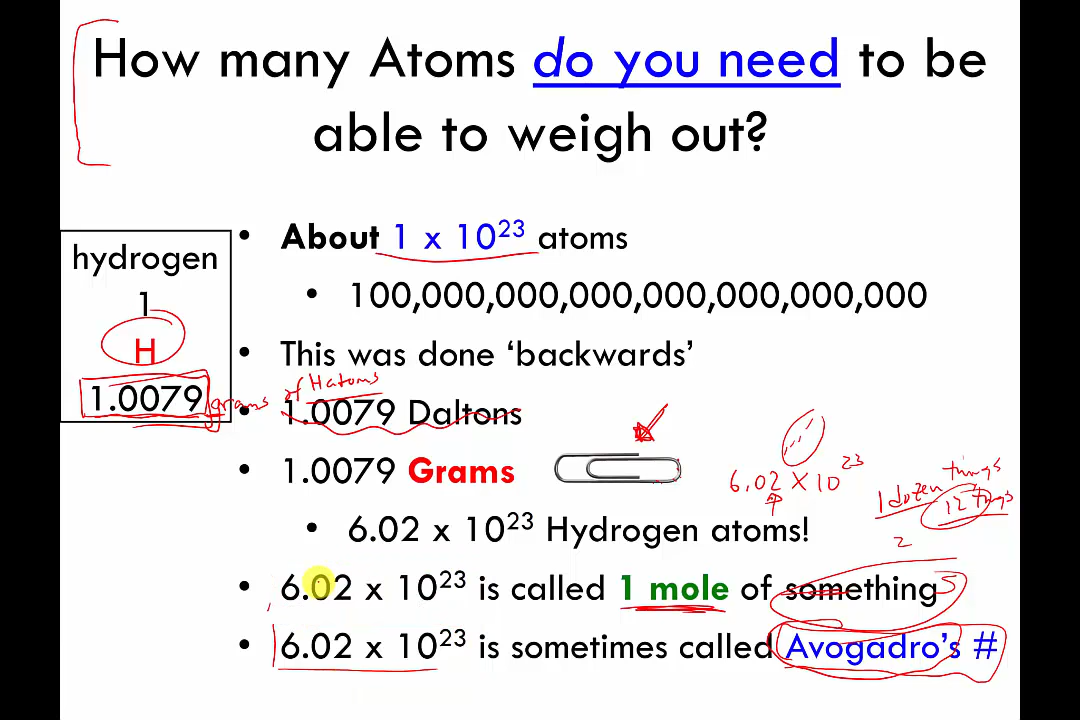 How many Atoms do you need to be
able to weigh out?
hydrogen
1
H
1.0079
grams of H atoms
• About 1 x 10²³ atoms
• 100,000,000,000,000,000,000,000
• This was done ‘backwards’
• 1.0079 Daltons
• 1.0079 Grams
6.02 X 10²³
1 dozen things
12 things
2
• 6.02 x 10²³ Hydrogen atoms!
• 6.02 x 10²³ is called 1 mole of somethings
• 6.02 x 10²³ is sometimes called Avogadro’s #